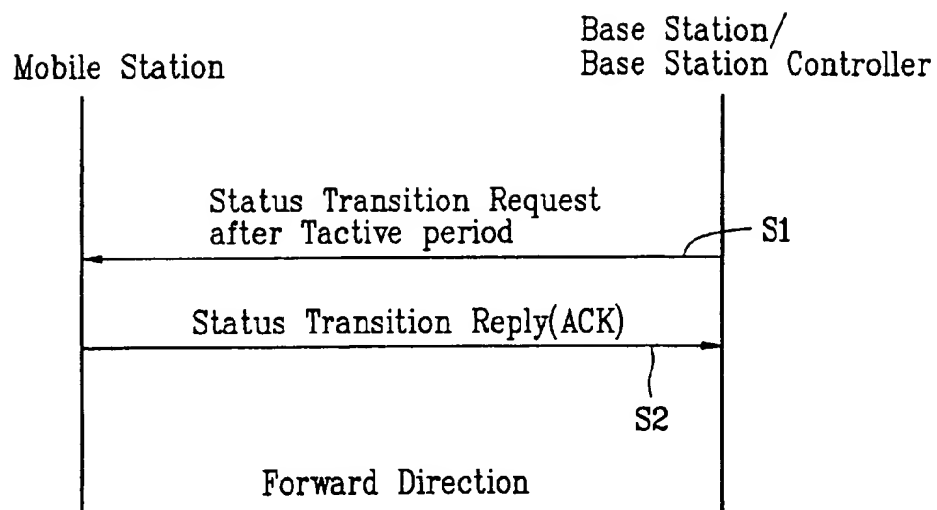 Mobile Station
Base Station/
Base Station Controller
Status Transition Request
after Tactive period
S1
Status Transition Reply(ACK)
S2
Forward Direction